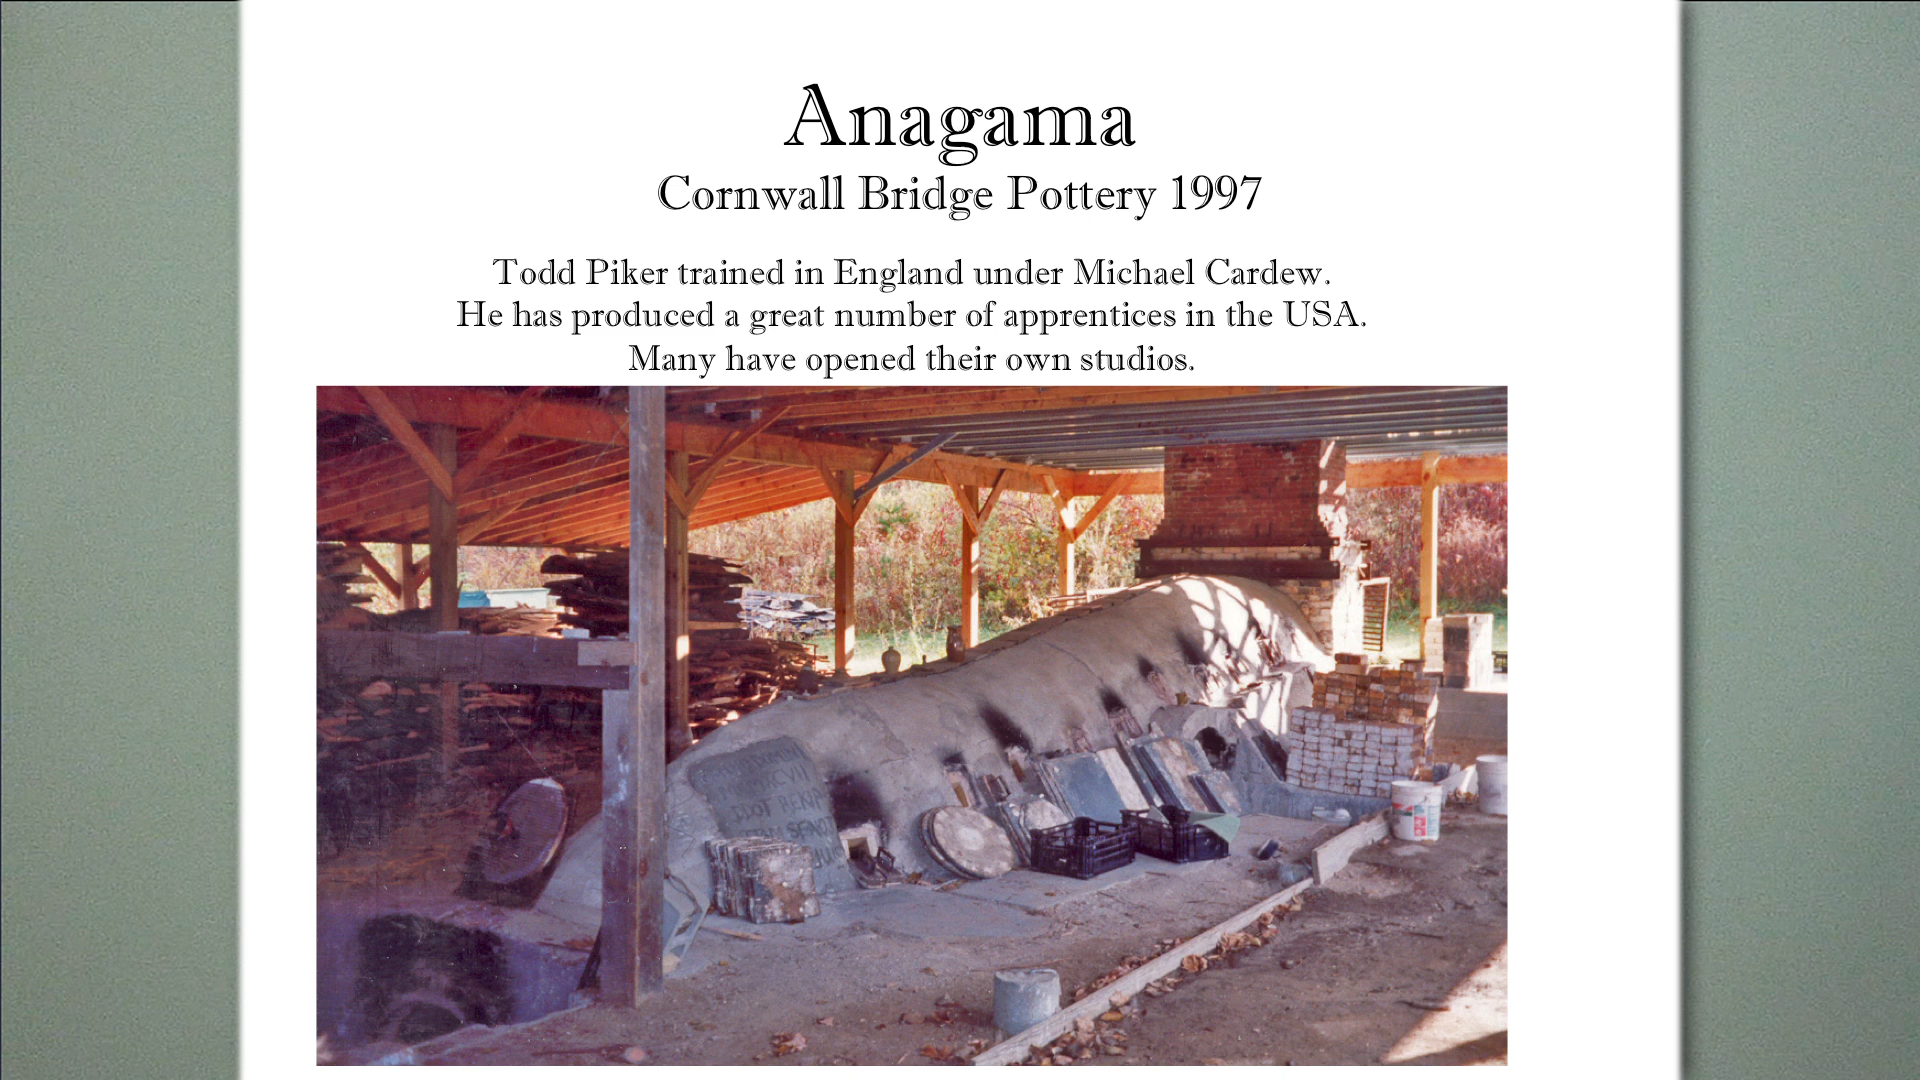 Anagama
Cornwall Bridge Pottery 1997
Todd Piker trained in England under Michael Cardew.
He has produced a great number of apprentices in the USA.
Many have opened their own studios.